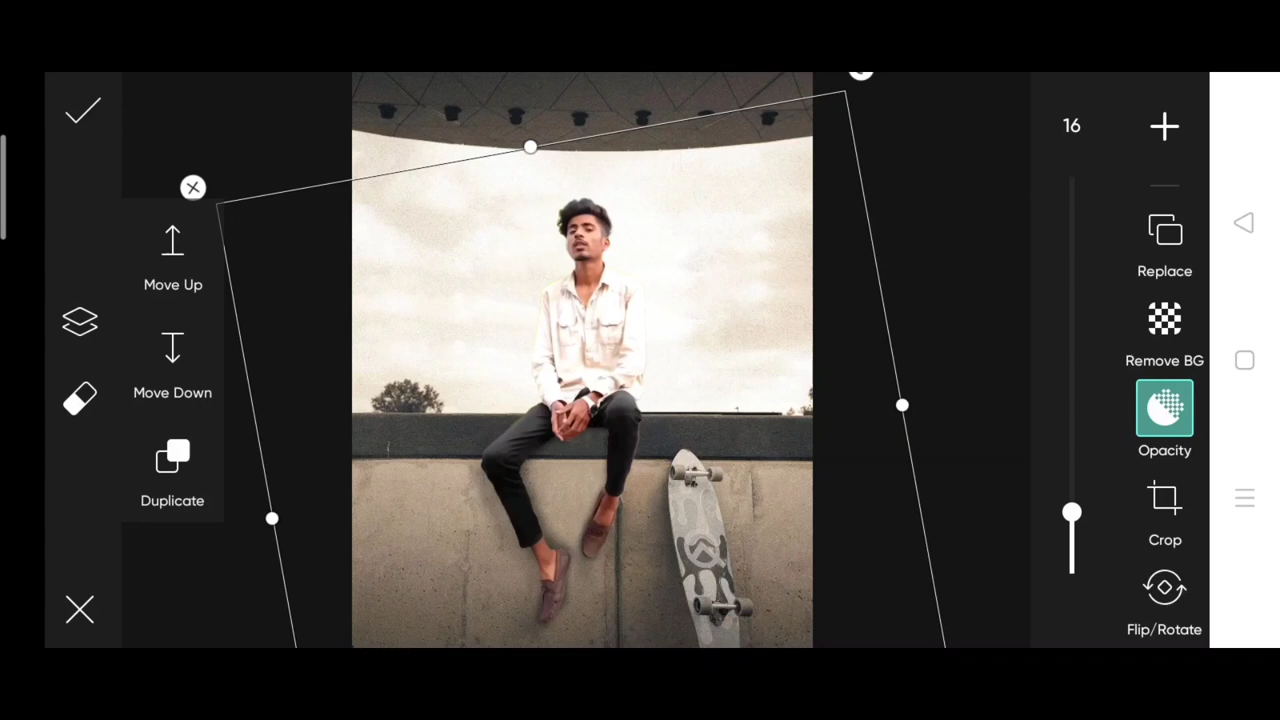 Move Up
Move Down
Duplicate
16
Replace
Remove BG
Opacity
Crop
Flip/Rotate